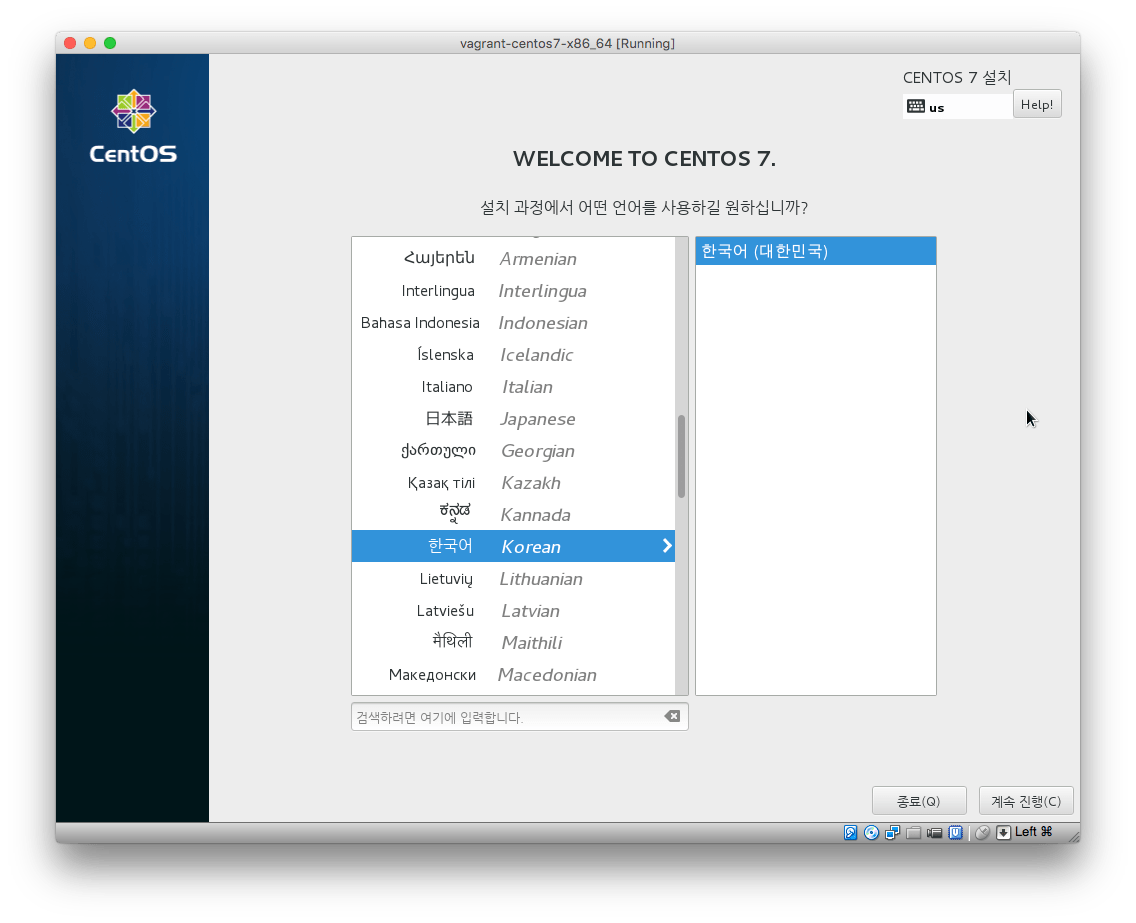 vagrant-centos7-x86_64 [Running]
CentOS
CENTOS 7 설치
us
Help!
WELCOME TO CENTOS 7.
설치 과정에서 어떤 언어를 사용하길 원하십니까?
Հայերեն Armenian
Interlingua Interlingua
Bahasa Indonesia Indonesian
Íslenska Icelandic
Italiano Italian
日本語 Japanese
ქართული Georgian
Қазақ тілі Kazakh
ಕನ್ನಡ Kannada
한국어 Korean
Lietuvių Lithuanian
Latviešu Latvian
मैथिली Maithili
Македонски Macedonian
한국어 (대한민국)
검색하려면 여기에 입력합니다.
종료(Q)
계속 진행(C)
Left ⌘